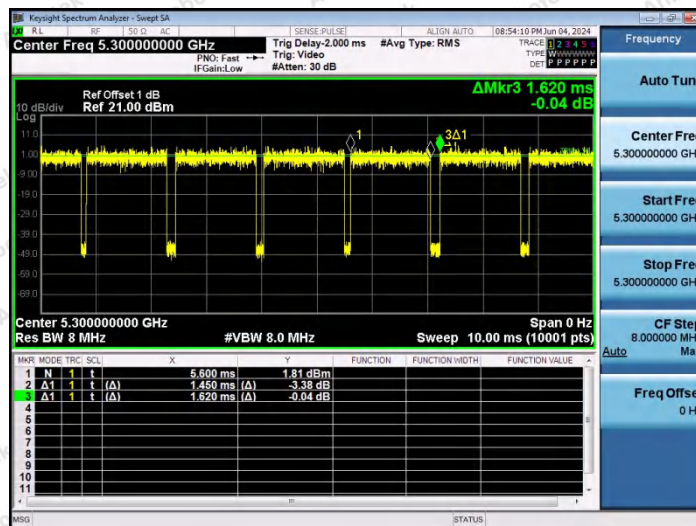 Keysight Spectrum Analyzer - Swept SA
RL RF 50 Ω AC SENSE:PULSE ALIGN AUTO 08:54:10 PM Jun 04, 2024
Center Freq 5.300000000 GHz Trig Delay-2.000 ms #Avg Type: RMS TRACE 1 2 3 4 5 6
PNO: Fast Trig: Video TYPE W
IFGain:Low #Atten: 30 dB DET P P P P P P
Frequency
Auto Tun
ΔMkr3 1.620 ms
-0.04 dB
Ref Offset 1 dB
10 dB/div Ref 21.00 dBm
Log
11.0
1.00
-9.00
-19.0
-29.0
-39.0
-49.0
-59.0
-69.0
1
3Δ1
Center 5.300000000 GHz Span 0 Hz
Res BW 8 MHz #VBW 8.0 MHz Sweep 10.00 ms (10001 pts)
MKR MODE TRC SCL X Y FUNCTION FUNCTION WIDTH FUNCTION VALUE
1 N 1 t 5.600 ms 1.81 dBm
2 Δ1 1 t (Δ) 1.450 ms (Δ) -3.38 dB
3 Δ1 1 t (Δ) 1.620 ms (Δ) -0.04 dB
4
5
6
7
8
9
10
11
Center Fre
5.300000000 GH
Start Fre
5.300000000 GH
Stop Fre
5.300000000 GH
CF Ste
8.000000 MH
Auto Ma
Freq Offse
0 H
MSG STATUS